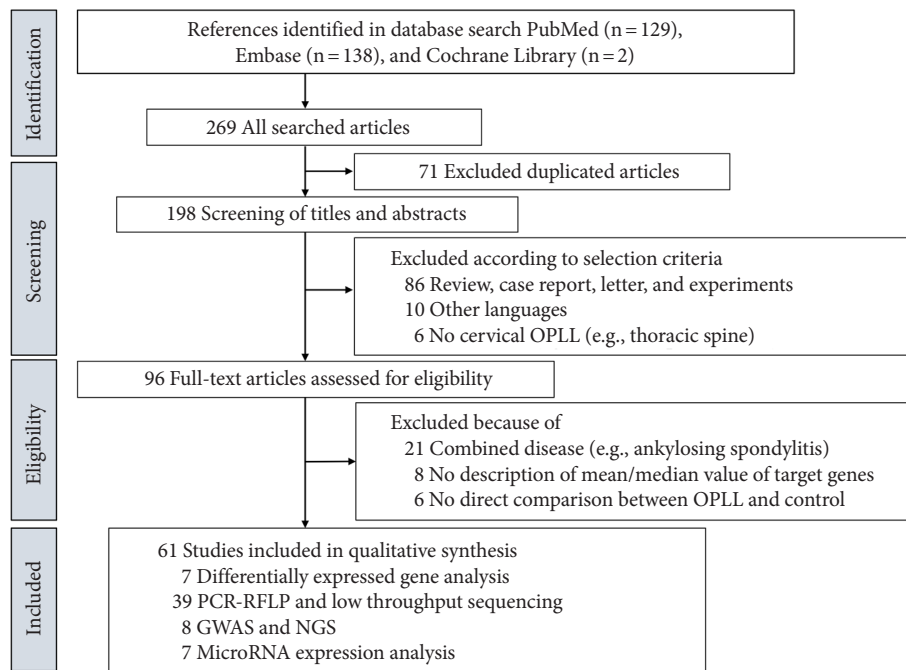 Identification
References identified in database search PubMed (n = 129),
Embase (n = 138), and Cochrane Library (n = 2)
269 All searched articles
71 Excluded duplicated articles
Screening
198 Screening of titles and abstracts
Excluded according to selection criteria
86 Review, case report, letter, and experiments
10 Other languages
6 No cervical OPLL (e.g., thoracic spine)
Eligibility
96 Full-text articles assessed for eligibility
Excluded because of
21 Combined disease (e.g., ankylosing spondylitis)
8 No description of mean/median value of target genes
6 No direct comparison between OPLL and control
Included
61 Studies included in qualitative synthesis
7 Differentially expressed gene analysis
39 PCR-RFLP and low throughput sequencing
8 GWAS and NGS
7 MicroRNA expression analysis